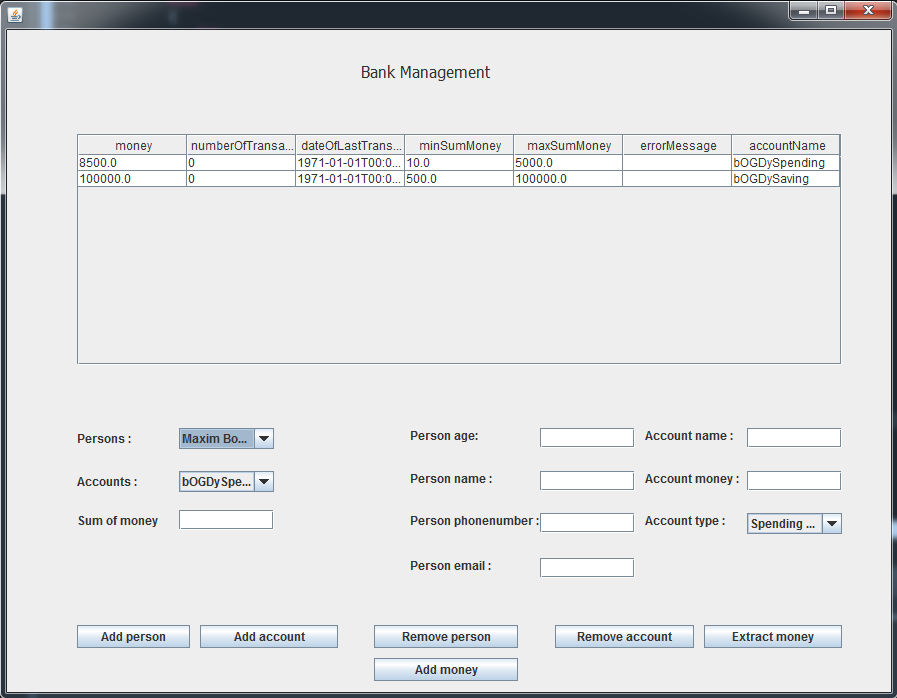 Bank Management
money numberOfTransa... dateOfLastTrans... minSumMoney maxSumMoney errorMessage accountName
8500.0 0 1971-01-01T00:0... 10.0 5000.0 bOGDySpending
100000.0 0 1971-01-01T00:0... 500.0 100000.0 bOGDySaving
Persons : Maxim Bo... Person age: Account name :
Accounts : bOGDySpe... Person name : Account money :
Sum of money Person phonenumber : Account type : Spending ...
Person email :
Add person Add account Remove person Remove account Extract money
Add money